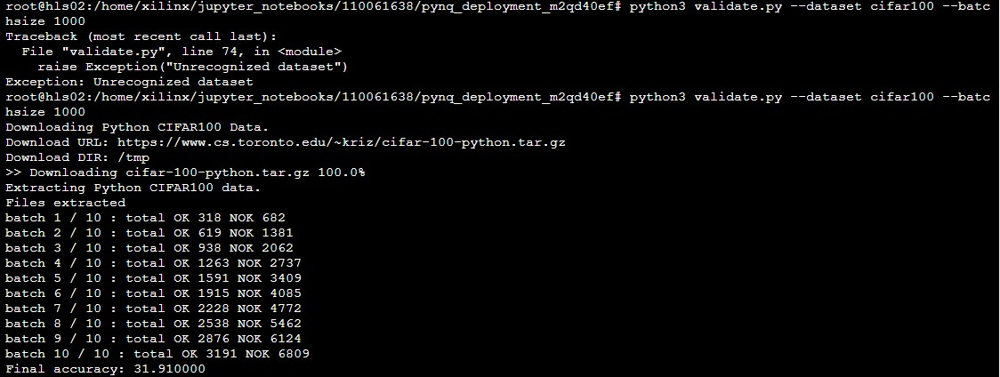 root@hls02:/home/xilinx/jupyter_notebooks/110061638/pynq_deployment_m2qd40ef# python3 validate.py --dataset cifar100 --batc
hsize 1000
Traceback (most recent call last):
  File "validate.py", line 74, in <module>
    raise Exception("Unrecognized dataset")
Exception: Unrecognized dataset
root@hls02:/home/xilinx/jupyter_notebooks/110061638/pynq_deployment_m2qd40ef# python3 validate.py --dataset cifar100 --batc
hsize 1000
Downloading Python CIFAR100 Data.
Download URL: https://www.cs.toronto.edu/~kriz/cifar-100-python.tar.gz
Download DIR: /tmp
>> Downloading cifar-100-python.tar.gz 100.0%
Extracting Python CIFAR100 data.
Files extracted
batch 1 / 10 : total OK 318 NOK 682
batch 2 / 10 : total OK 619 NOK 1381
batch 3 / 10 : total OK 938 NOK 2062
batch 4 / 10 : total OK 1263 NOK 2737
batch 5 / 10 : total OK 1591 NOK 3409
batch 6 / 10 : total OK 1915 NOK 4085
batch 7 / 10 : total OK 2228 NOK 4772
batch 8 / 10 : total OK 2538 NOK 5462
batch 9 / 10 : total OK 2876 NOK 6124
batch 10 / 10 : total OK 3191 NOK 6809
Final accuracy: 31.910000